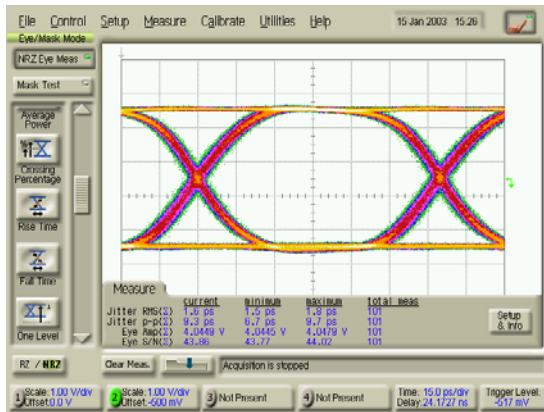 File Control Setup Measure Calibrate Utilities Help 15 Jan 2003 15:26
Eye/Mask Mode
NRZ Eye Meas
Mask Test
Average
Power
Crossing
Percentage
Rise Time
Fall Time
One Level
Measure
current minimum maximum total meas
Jitter RMS(Σ) 1.6 ps 1.5 ps 1.8 ps 101
Jitter p-p(Σ) 9.3 ps 6.7 ps 9.7 ps 101
Eye Amp(Σ) 4.0449 V 4.0445 V 4.0479 V 101
Eye S/N(Σ) 43.86 43.77 44.02 101
Setup
& Info
RZ / NRZ
Clear Meas. Acquisition is stopped
1 Scale:1.00 V/div
Offset:0.0 V
2 Scale:1.00 V/div
Offset:-600 mV
3 Not Present
4 Not Present
Time: 15.0 ps/div
Delay:24.1727 ns
Trigger Level:
-517 mV